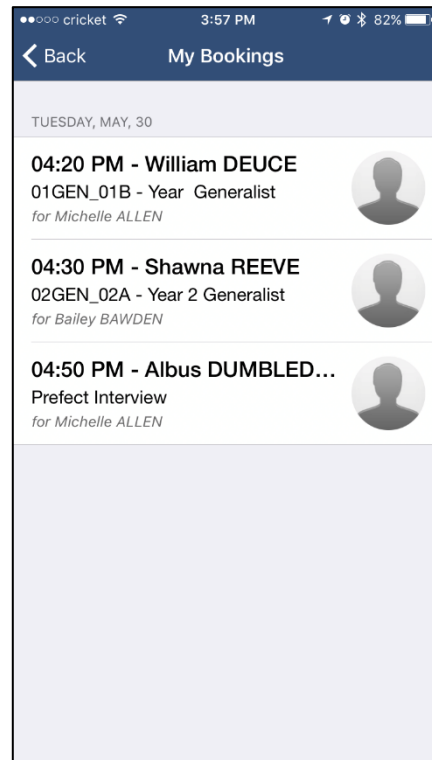 cricket 3:57 PM 82%
Back My Bookings
TUESDAY, MAY, 30
04:20 PM - William DEUCE
01GEN_01B - Year  Generalist
for Michelle ALLEN
04:30 PM - Shawna REEVE
02GEN_02A - Year 2 Generalist
for Bailey BAWDEN
04:50 PM - Albus DUMBLED...
Prefect Interview
for Michelle ALLEN